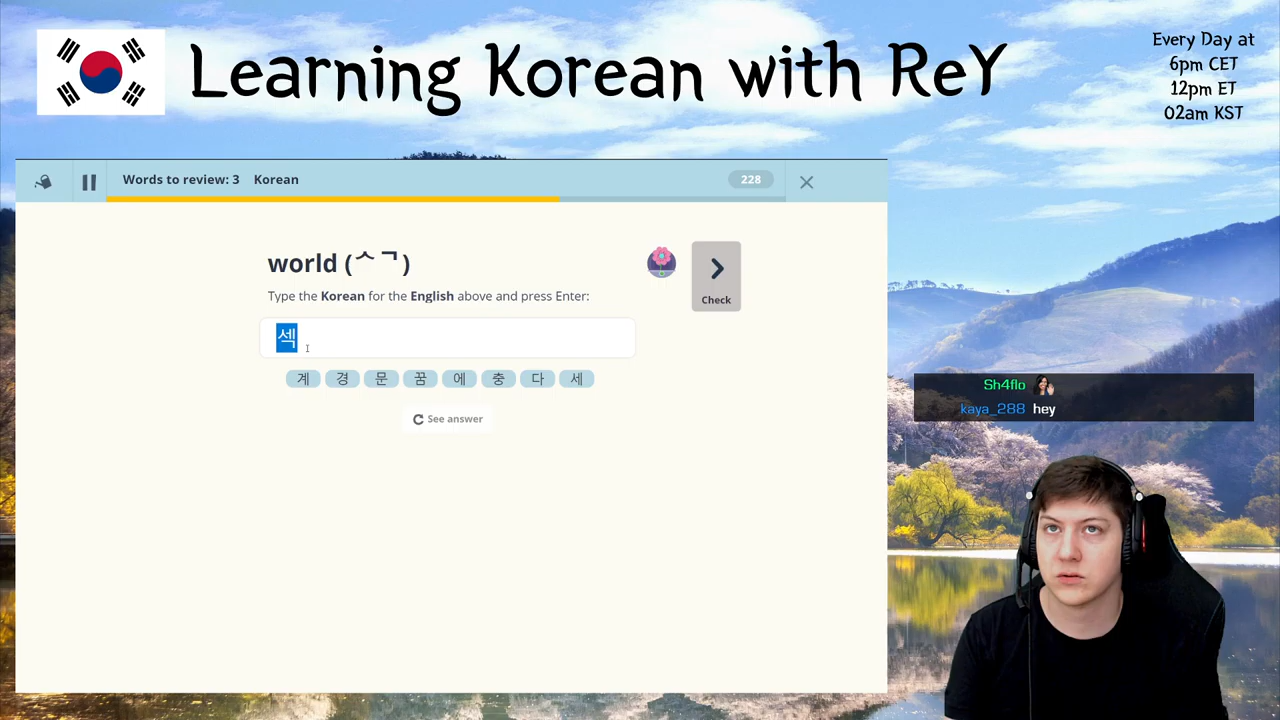 Learning Korean with ReY
Every Day at
6pm CET
12pm ET
02am KST
Words to review: 3 Korean 228
world (ㅅㄱ)
Type the Korean for the English above and press Enter:
Check
섹
계 경 문 꿈 에 충 다 세
See answer
Sh4flo
kaya_288 hey